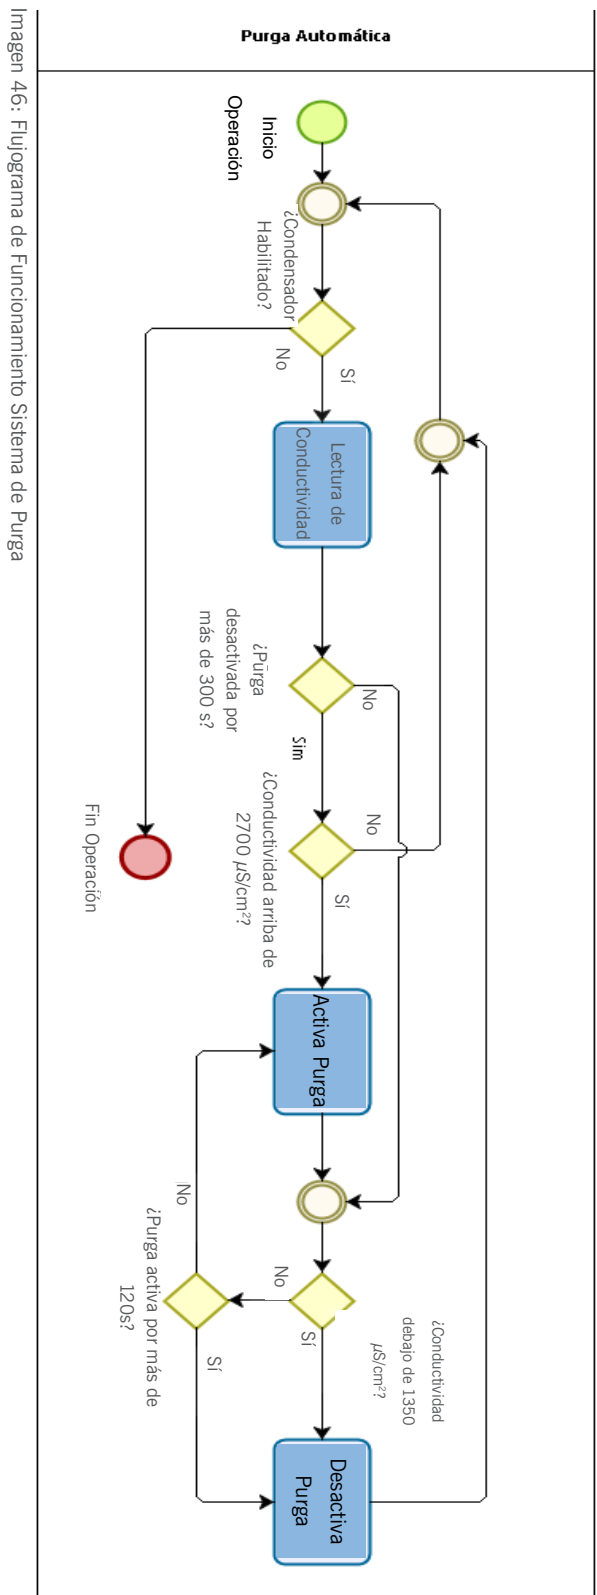 Purga Automática
Inicio
Operación
¿Condensador
Habilitado?
No
Sí
Lectura de
Conductividad
¿Purga
desactivada por
más de 300 s?
No
Sim
¿Conductividad arriba de
2700 µS/cm²?
No
Sí
Fin Operación
Activa Purga
No
¿Purga activa por más de
120s?
Sí
No
Sí
¿Conductividad
debajo de 1350
µS/cm²?
Desactiva
Purga
Imagen 46: Flujograma de Funcionamiento Sistema de Purga